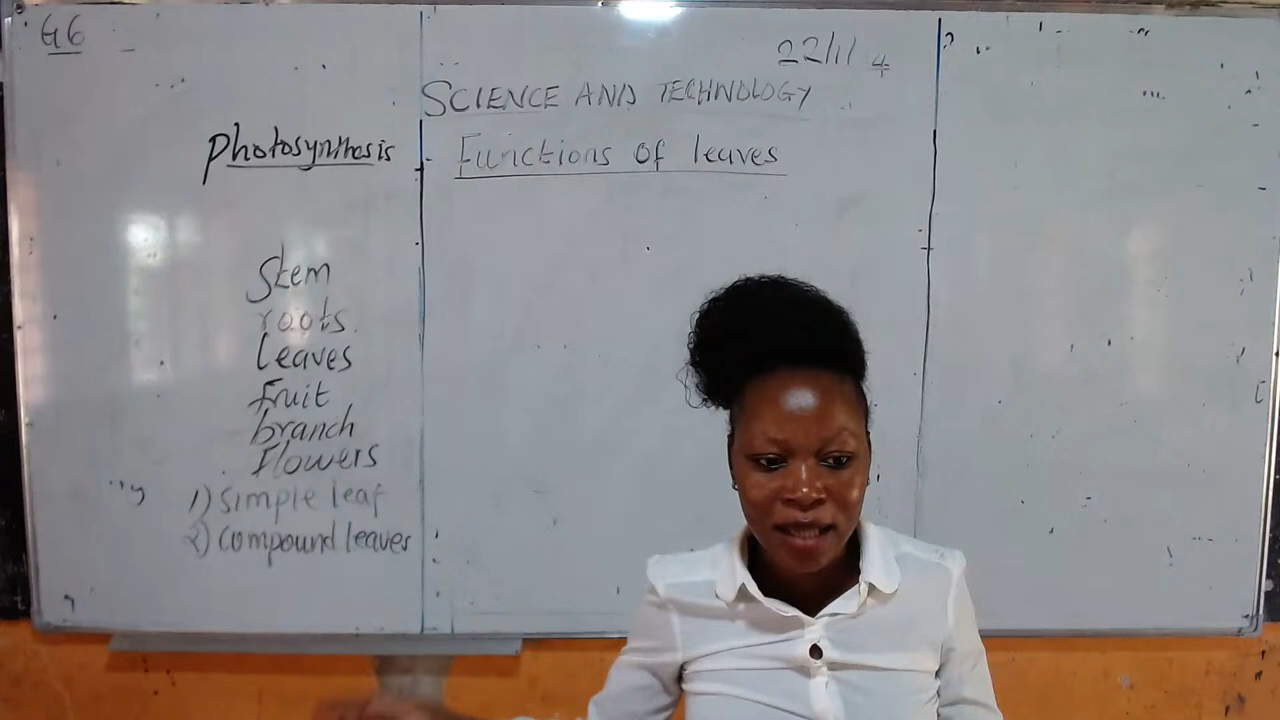 G6
22/11 4
SCIENCE AND TECHNOLOGY
Photosynthesis - Functions of leaves
Stem
roots.
leaves
Fruit
branch
Flowers
1) Simple leaf
2) Compound leaves